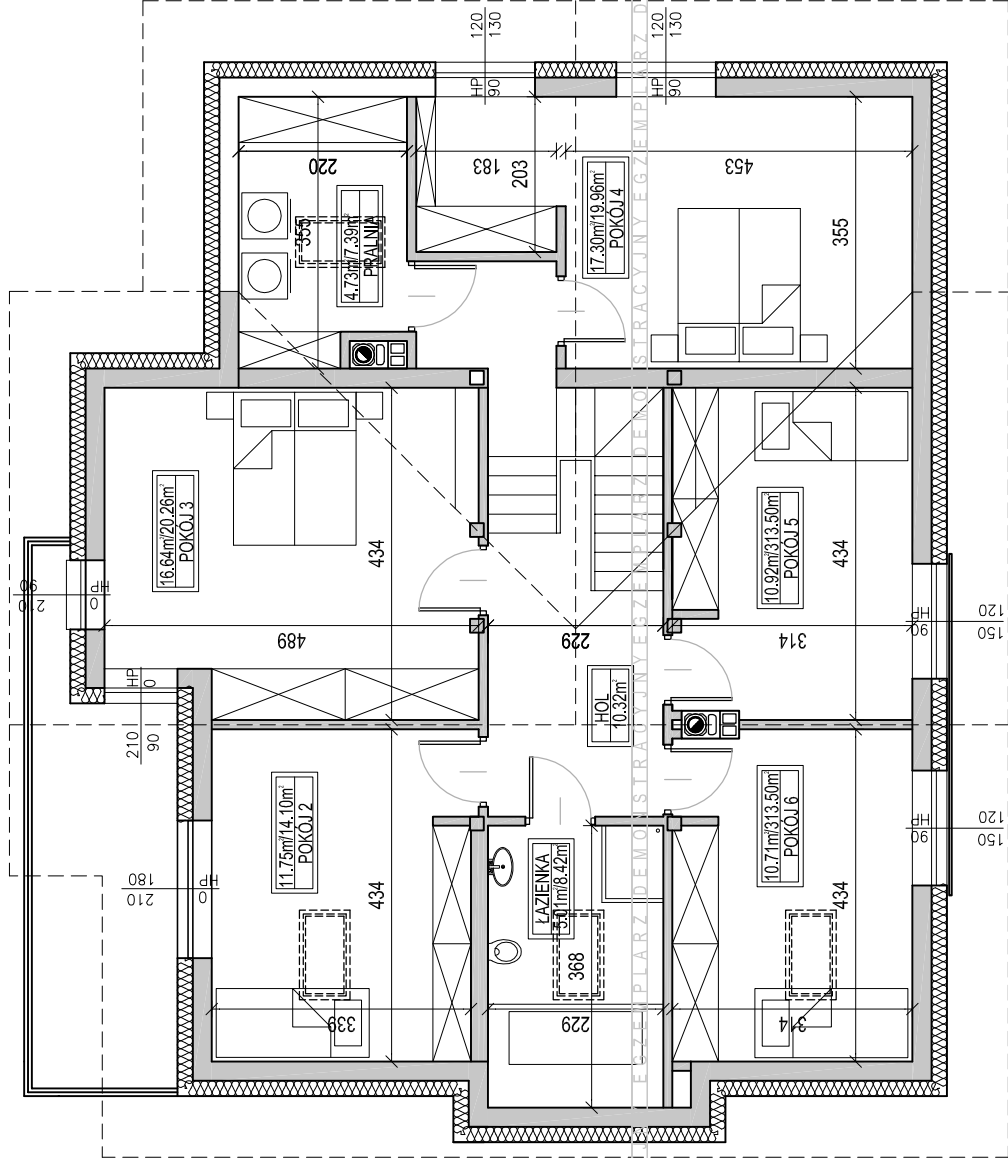 120
130
HP
90
120
130
HP
90
220
183
203
453
355
4.73m²/7.39m²
PRALNIA
17.30m²/19.96m²
POKÓJ 4
355
16.64m²/20.26m²
POKÓJ 3
434
489
229
10.92m²/313.50m²
POKÓJ 5
434
314
210
90
HP
0
210
90
HP
0
HOL
10.32m²
120
150
HP
90
11.75m²/14.10m²
POKÓJ 2
434
339
180
210
HP
0
ŁAZIENKA
5.01m²/8.42m²
368
229
10.71m²/313.50m²
POKÓJ 6
434
314
120
150
HP
90
EGZEMPLARZ DEMONSTRACYJNY EGZEMPLARZ DEMONSTRACYJNY EGZEMPLARZ D